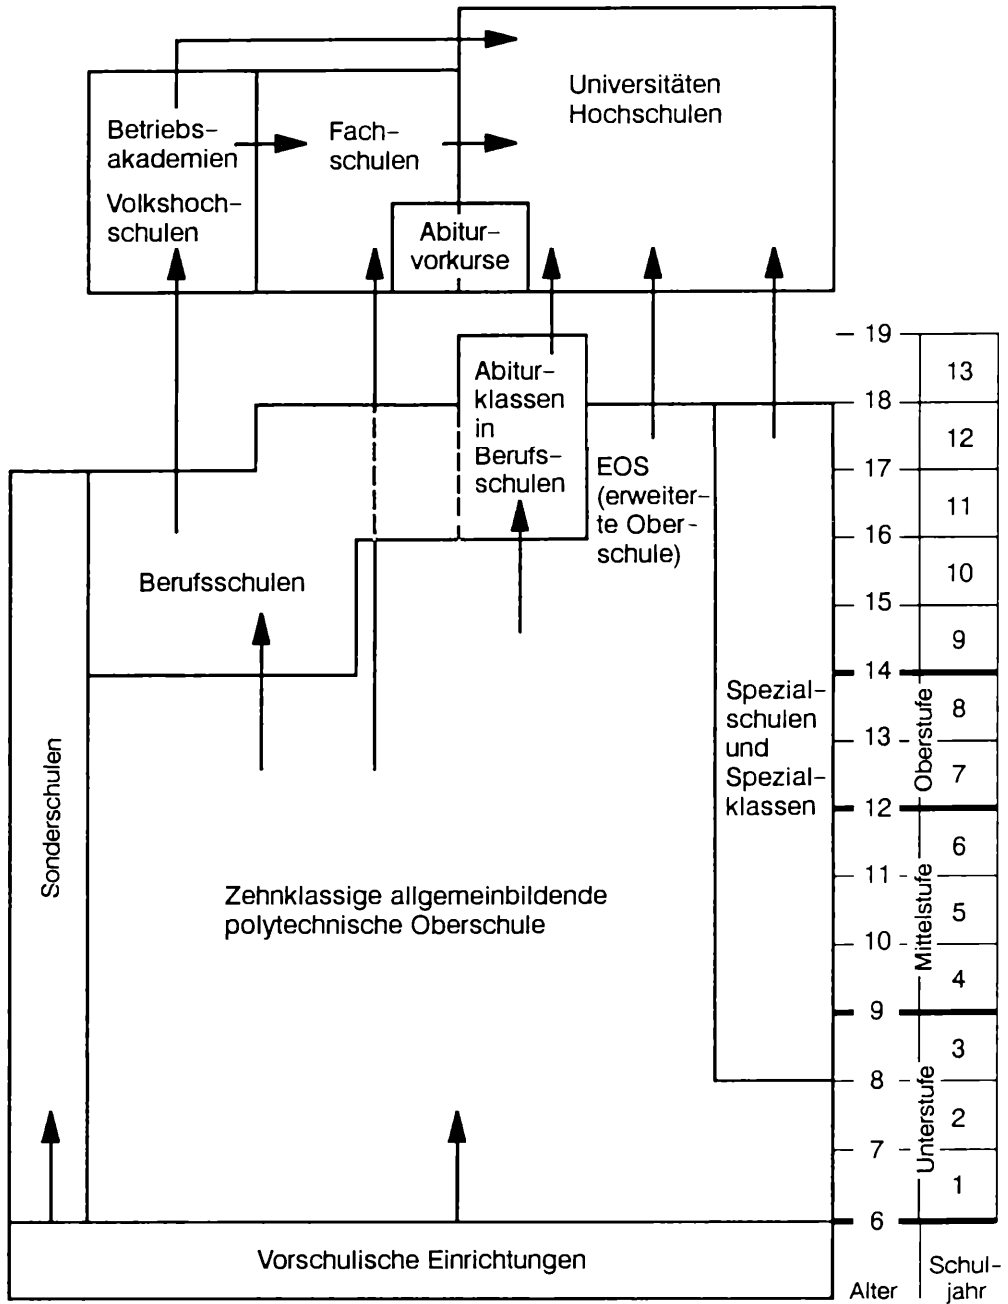 Universitäten
Hochschulen
Betriebs-
akademien
Volkshoch-
schulen
Fach-
schulen
Abitur-
vorkurse
Abitur-
klassen
in
Berufs-
schulen
EOS
(erweiter-
te Ober-
schule)
Berufsschulen
Sonderschulen
Spezial-
schulen
und
Spezial-
klassen
Zehnklassige allgemeinbildende
polytechnische Oberschule
Vorschulische Einrichtungen
19
18
17
16
15
14
13
12
11
10
9
8
7
6
Alter
Oberstufe
Mittelstufe
Unterstufe
13
12
11
10
9
8
7
6
5
4
3
2
1
Schul-
jahr